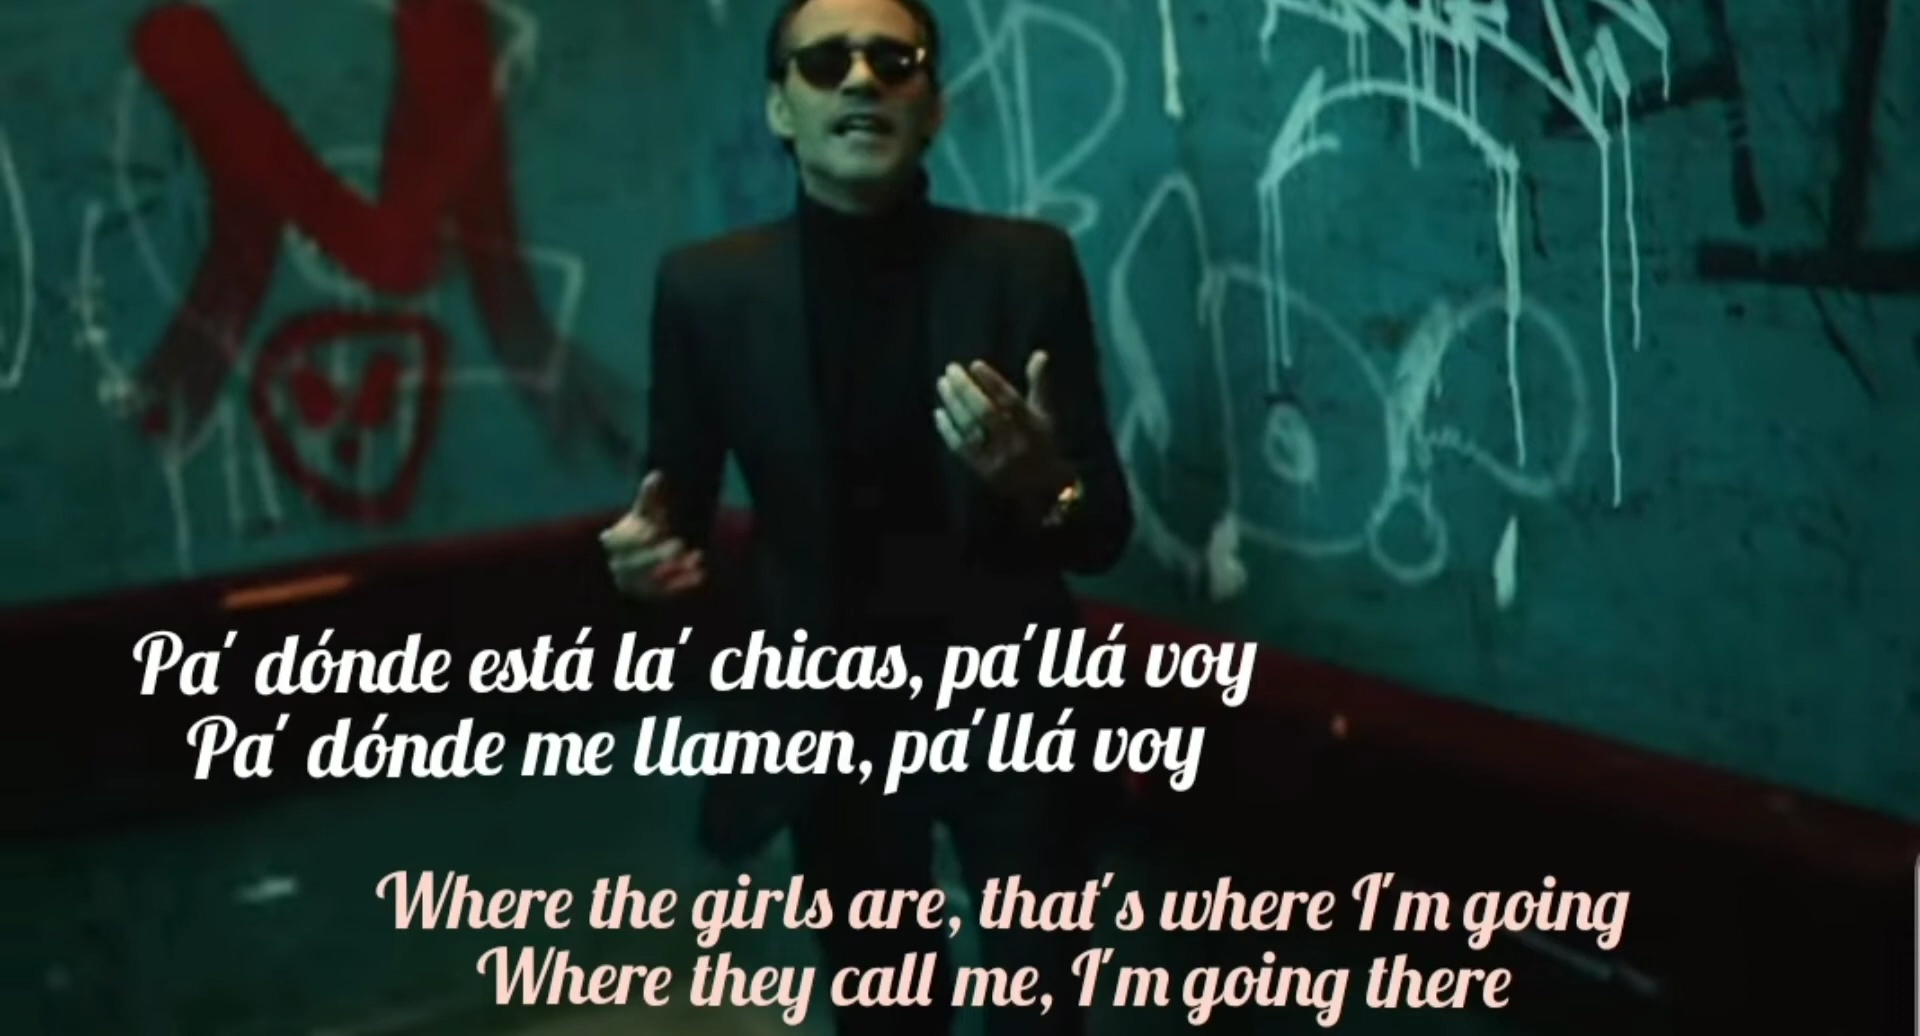 Pa' dónde está la' chicas, pa'llá voy
Pa' dónde me llamen, pa'llá voy
Where the girls are, that's where I'm going
Where they call me, I'm going there